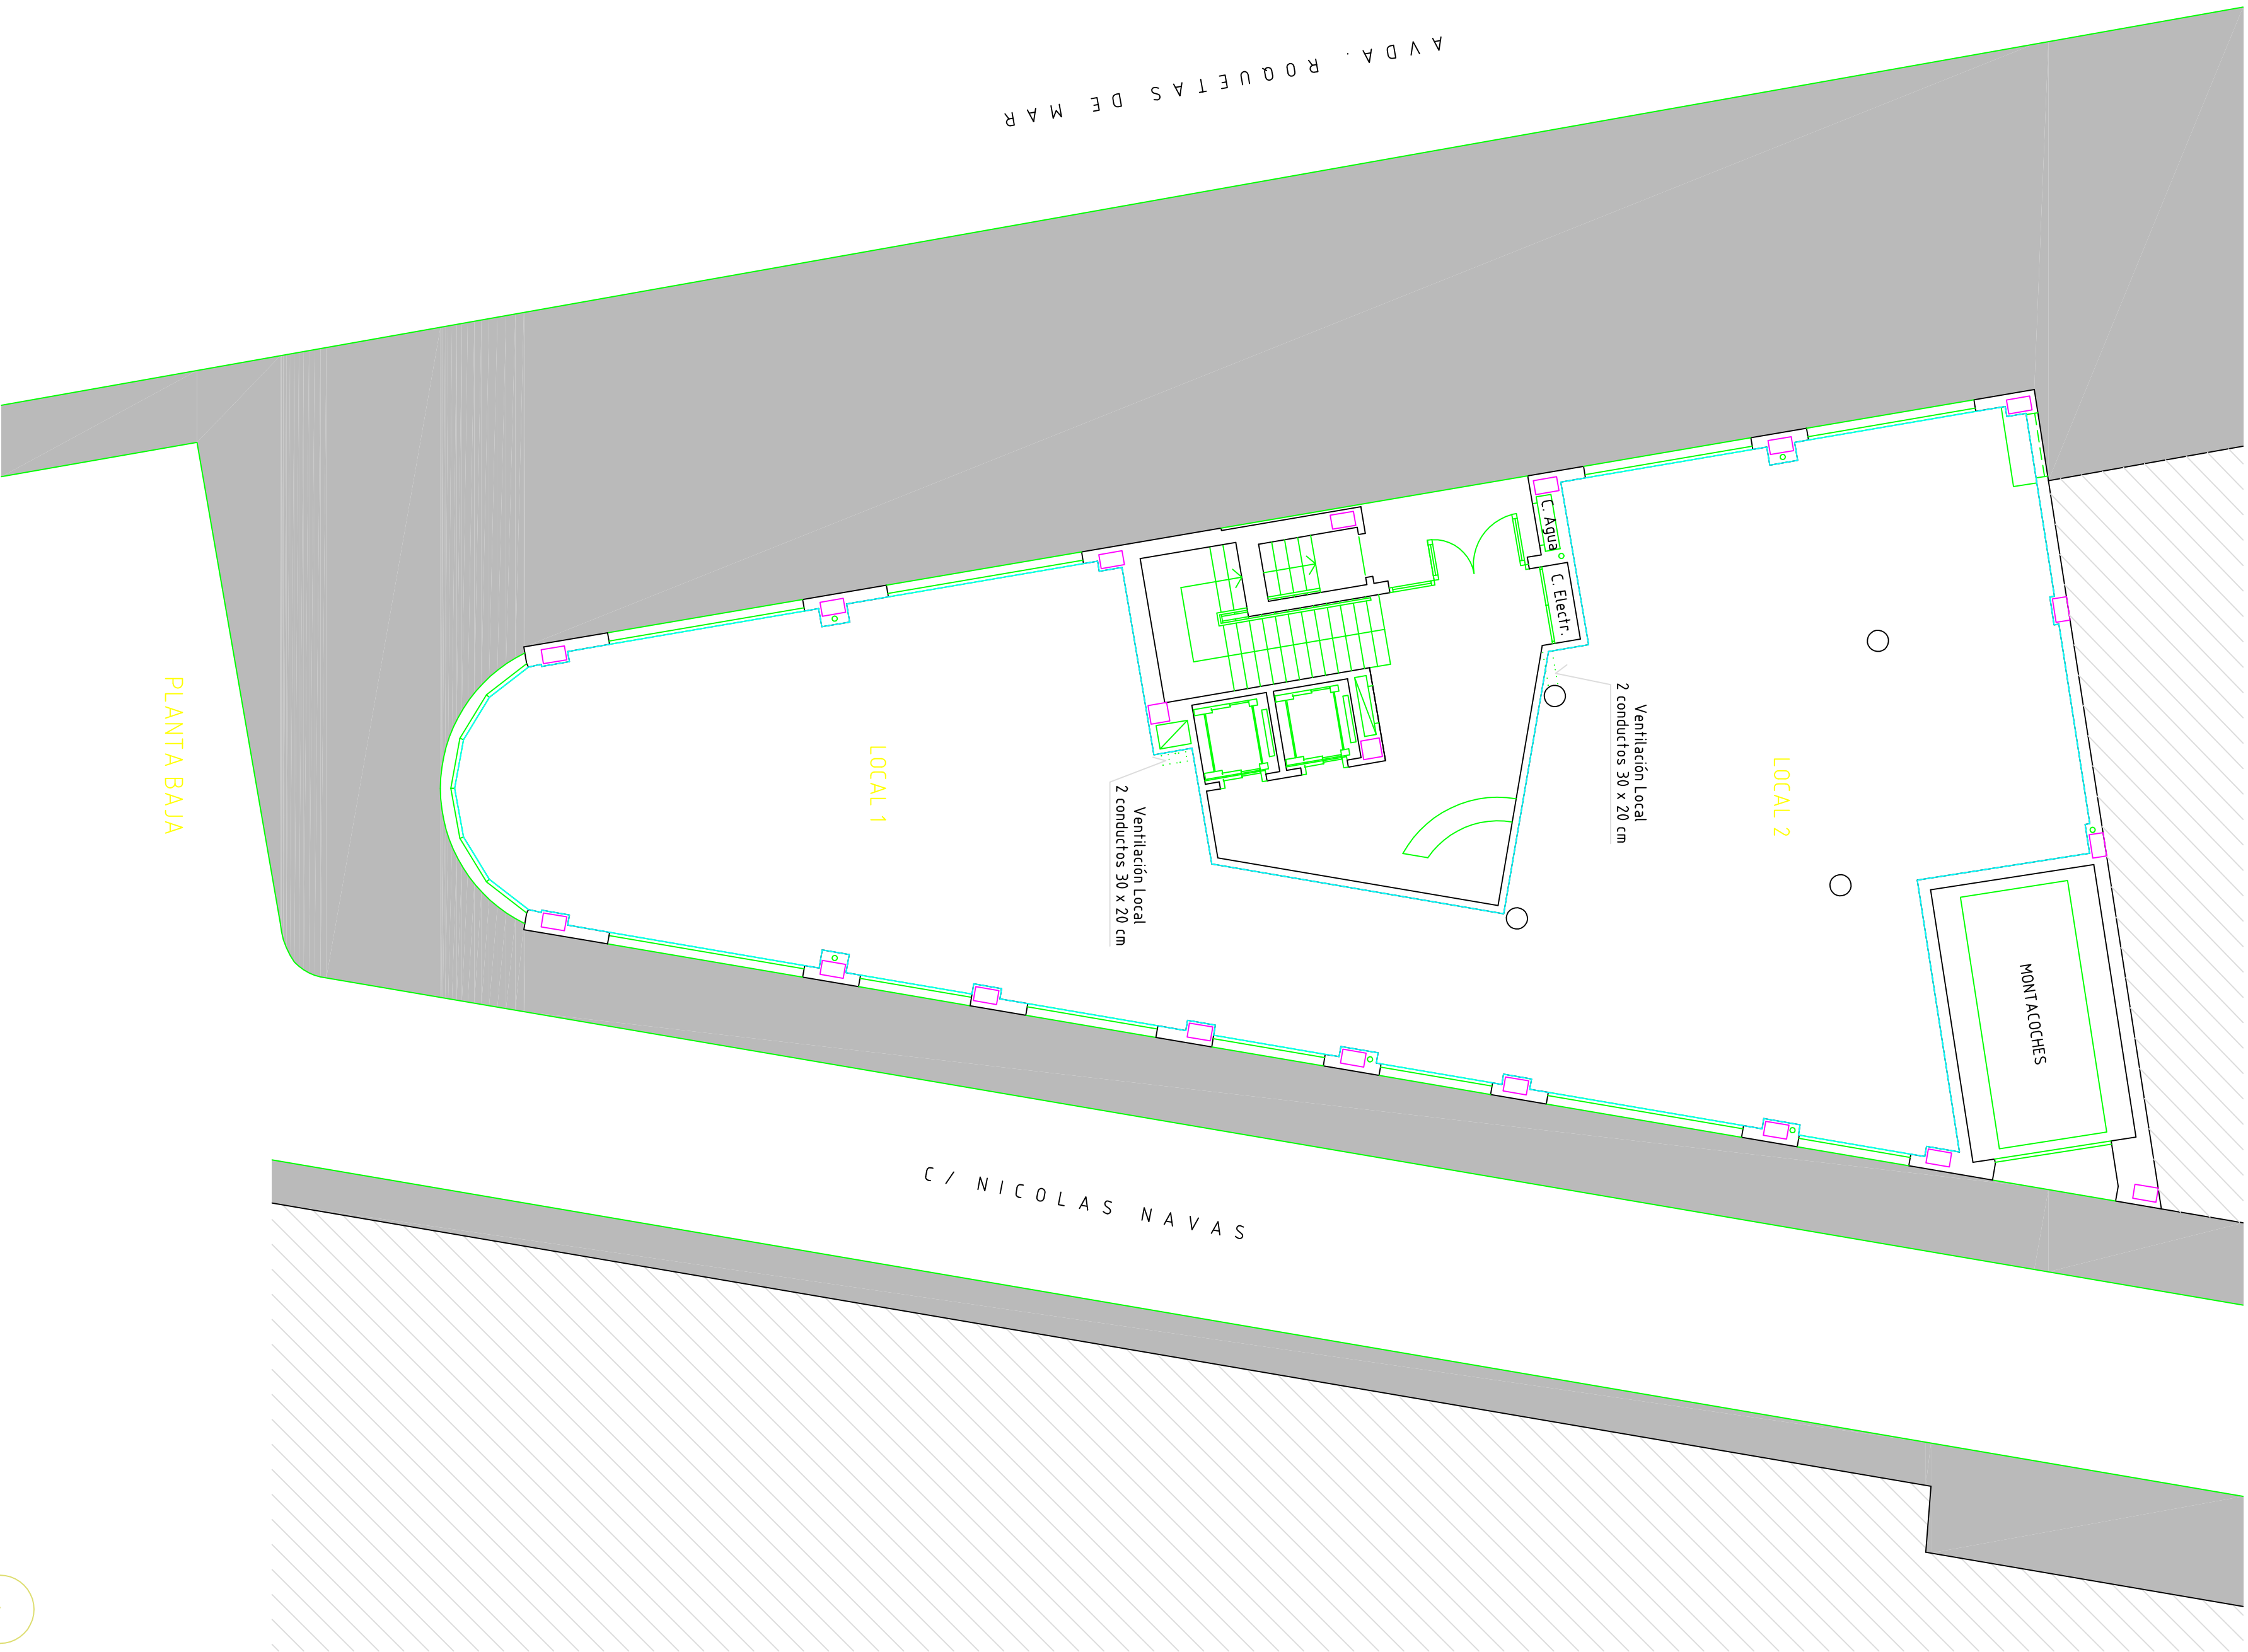 AVDA. ROQUETAS DE MAR
C. Agua
C. Electr.
Ventilación Local
2 conductos 30 x 20 cm
LOCAL 2
LOCAL 1
PLANTA BAJA
Ventilación Local
2 conductos 30 x 20 cm
MONTACOCHES
C/ NICOLAS NAVAS